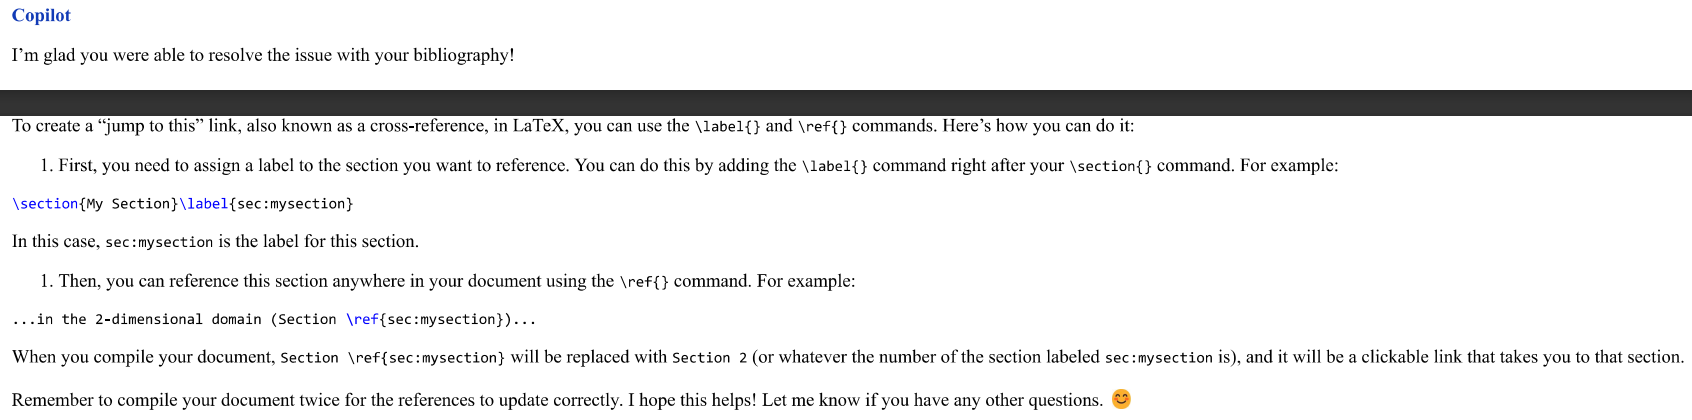 Copilot
I’m glad you were able to resolve the issue with your bibliography!
To create a “jump to this” link, also known as a cross-reference, in LaTeX, you can use the \label{} and \ref{} commands. Here’s how you can do it:
1. First, you need to assign a label to the section you want to reference. You can do this by adding the \label{} command right after your \section{} command. For example:
\section{My Section}\label{sec:mysection}
In this case, sec:mysection is the label for this section.
1. Then, you can reference this section anywhere in your document using the \ref{} command. For example:
...in the 2-dimensional domain (Section \ref{sec:mysection})...
When you compile your document, Section \ref{sec:mysection} will be replaced with Section 2 (or whatever the number of the section labeled sec:mysection is), and it will be a clickable link that takes you to that section.
Remember to compile your document twice for the references to update correctly. I hope this helps! Let me know if you have any other questions. 😊